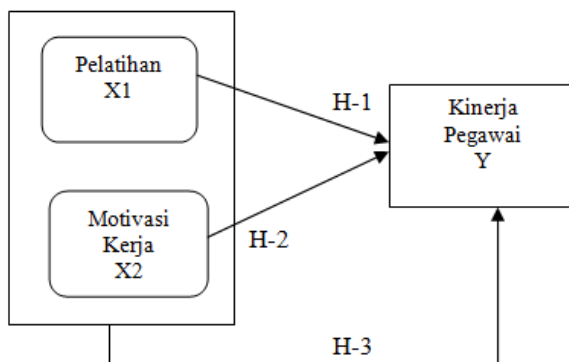 Pelatihan
X1
H-1
Kinerja
Pegawai
Y
Motivasi
Kerja
X2
H-2
H-3